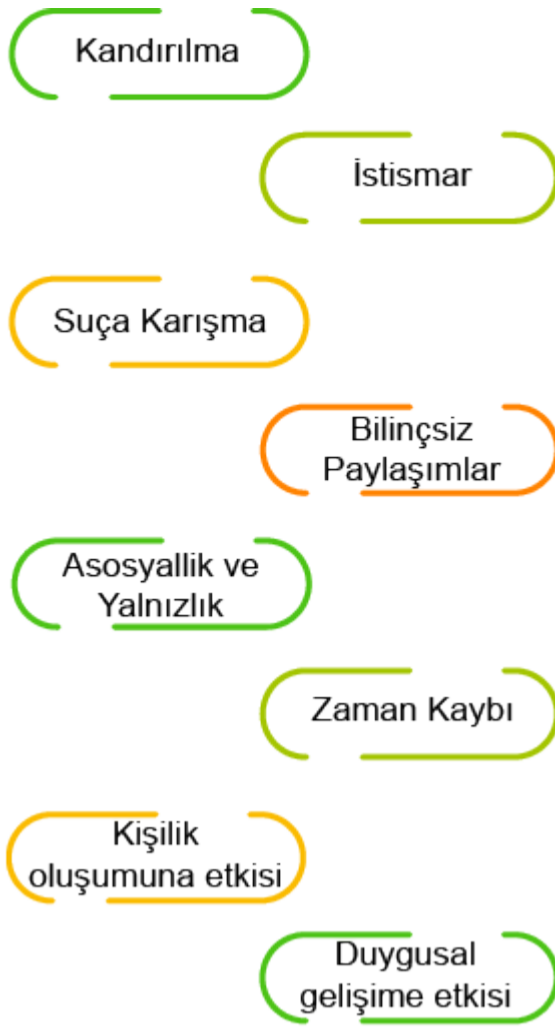 Kandırılma
İstismar
Suça Karışma
Bilinçsiz
Paylaşımlar
Asosyallik ve
Yalnızlık
Zaman Kaybı
Kişilik
oluşumuna etkisi
Duygusal
gelişime etkisi